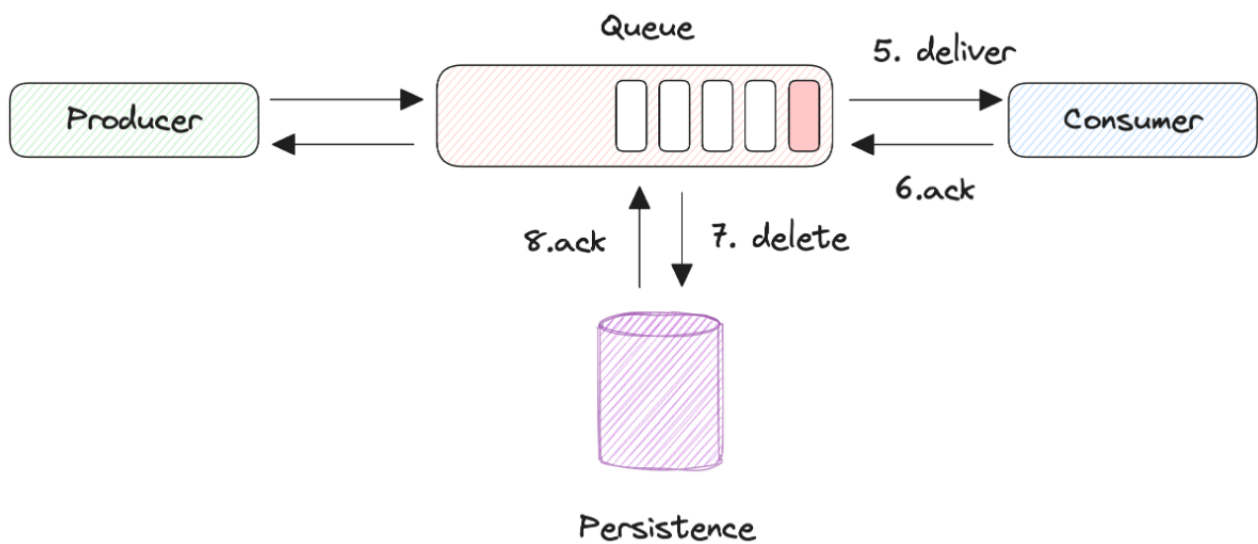 Queue
5. deliver
Producer
Consumer
6.ack
8.ack
7. delete
Persistence